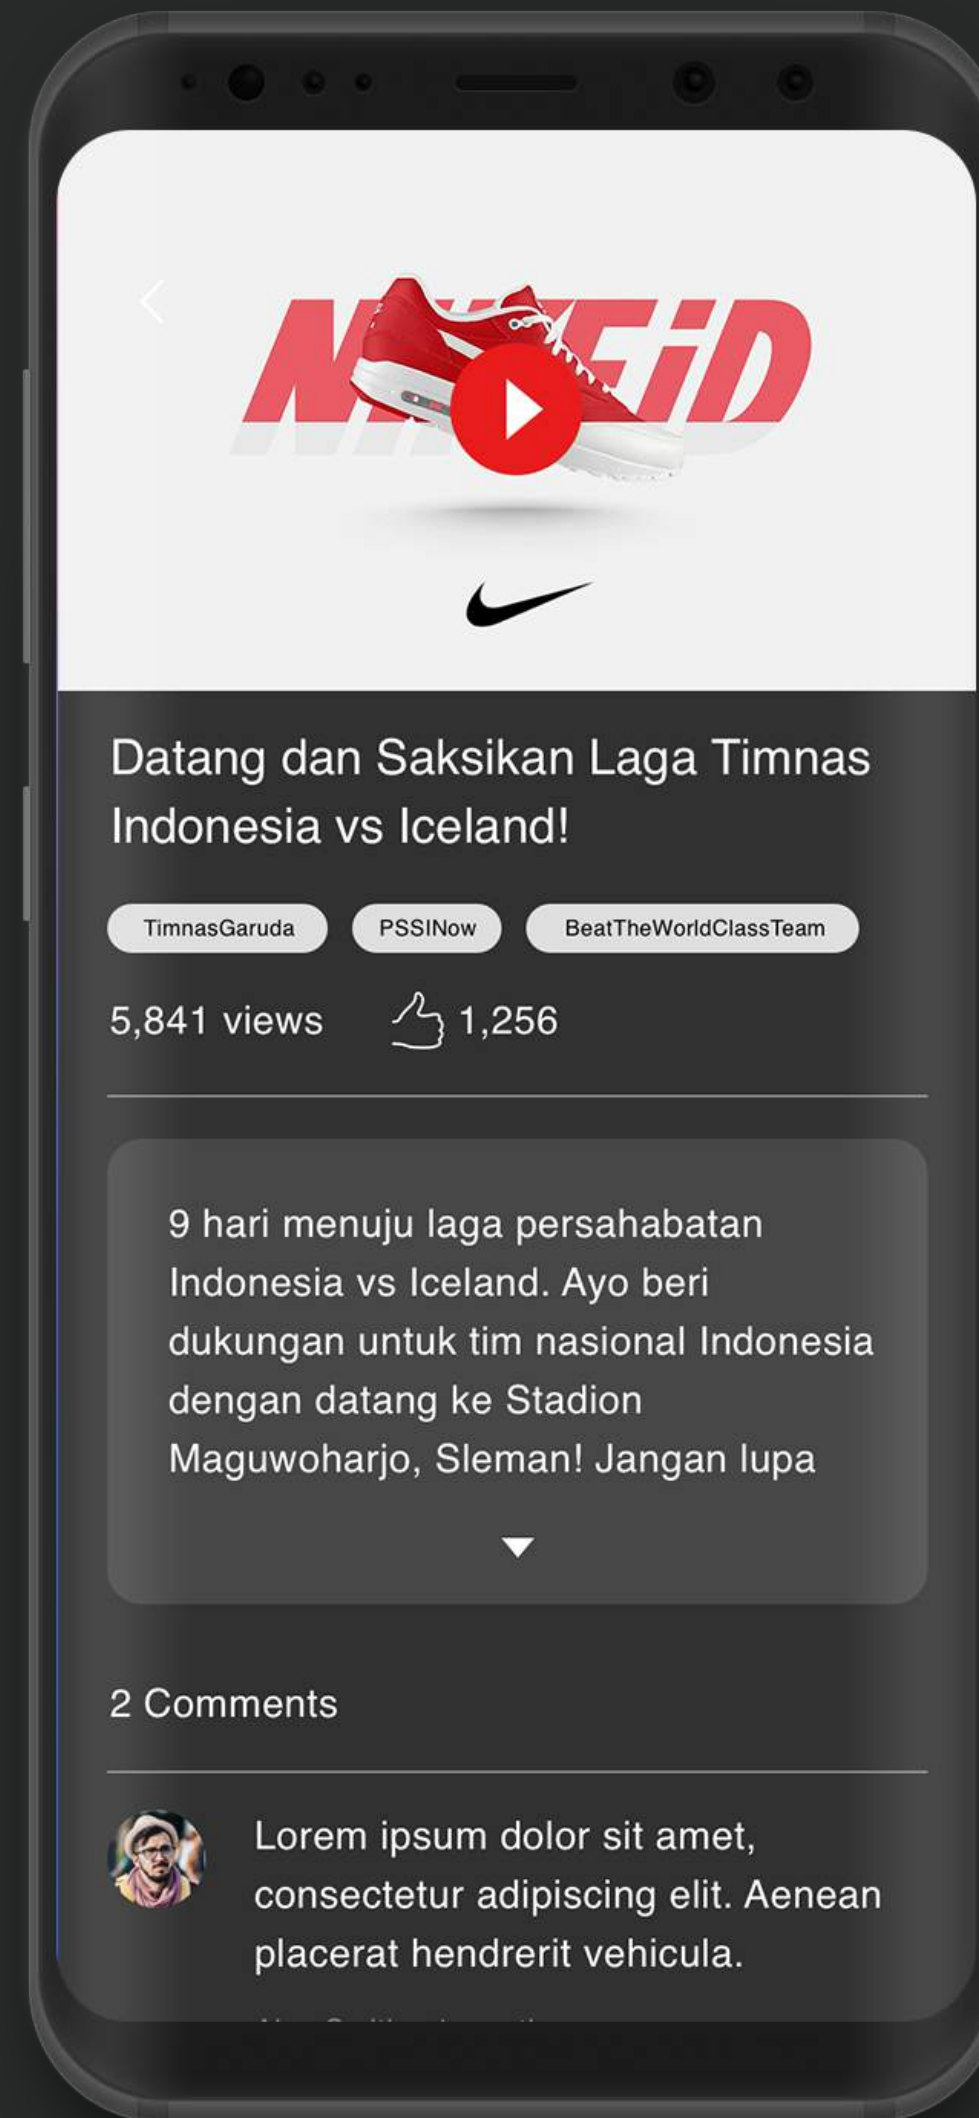 NIKEiD
Datang dan Saksikan Laga Timnas
Indonesia vs Iceland!
TimnasGaruda PSSINow BeatTheWorldClassTeam
5,841 views 1,256
9 hari menuju laga persahabatan
Indonesia vs Iceland. Ayo beri
dukungan untuk tim nasional Indonesia
dengan datang ke Stadion
Maguwoharjo, Sleman! Jangan lupa
2 Comments
Lorem ipsum dolor sit amet,
consectetur adipiscing elit. Aenean
placerat hendrerit vehicula.